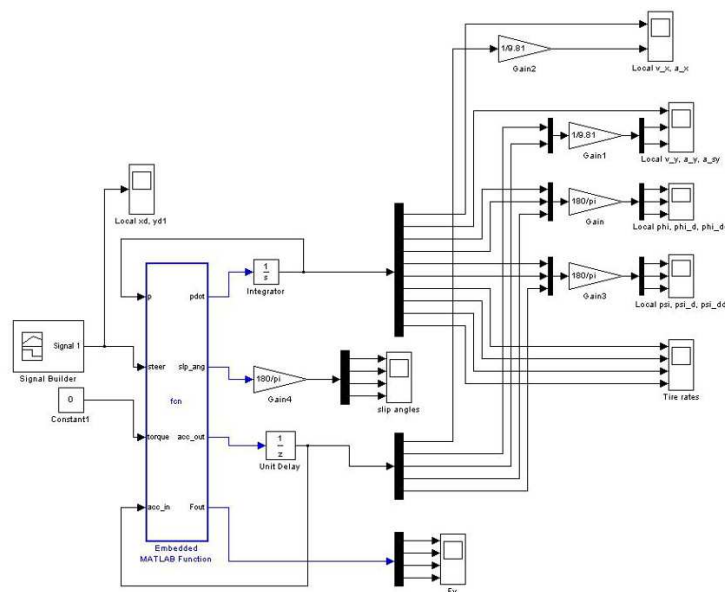 1/9.81
Gain2
Local v_x, a_x
1/9.81
Gain1
Local v_y, a_y, a_sy
Local xd, yd1
180/pi
Gain
Local phi, phi_d, phi_dd
p
pdot
1
s
Integrator
180/pi
Gain3
Local psi, psi_d, psi_dd
Signal 1
Signal Builder
steer
slp_ang
180/pi
Gain4
slip angles
Tire rates
fcn
0
Constant1
torque
acc_out
1
z
Unit Delay
acc_in
Fout
Embedded
MATLAB Function